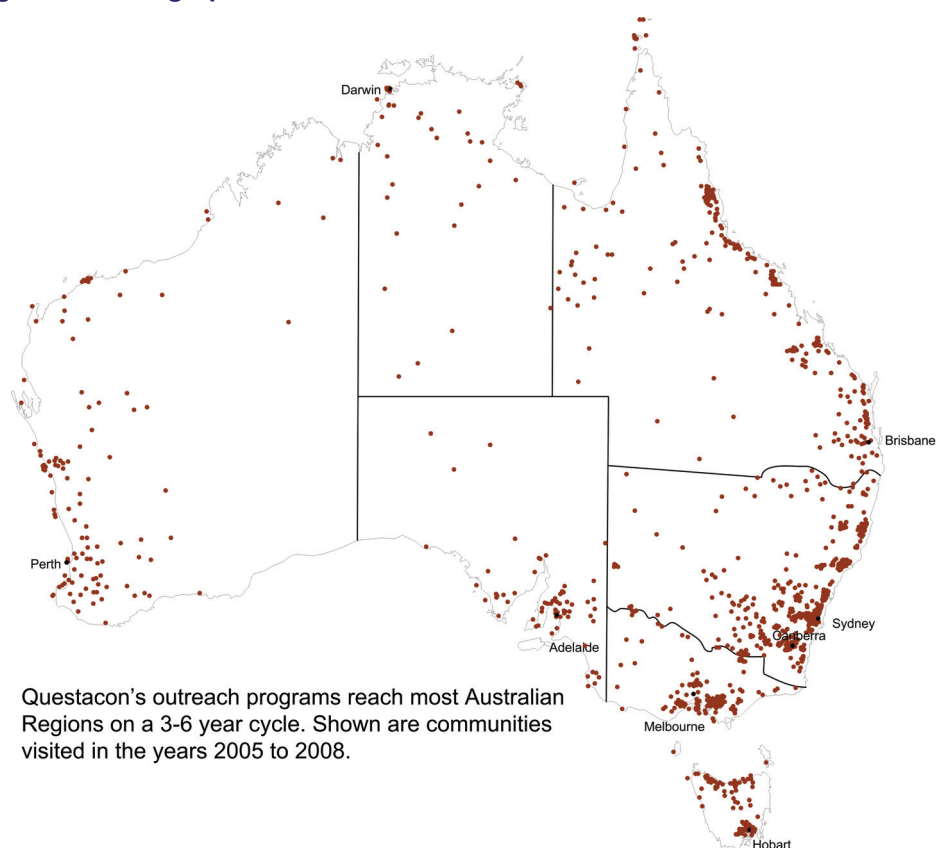 Darwin
Brisbane
Perth
Sydney
Canberra
Adelaide
Melbourne
Hobart
Questacon's outreach programs reach most Australian
Regions on a 3-6 year cycle. Shown are communities
visited in the years 2005 to 2008.